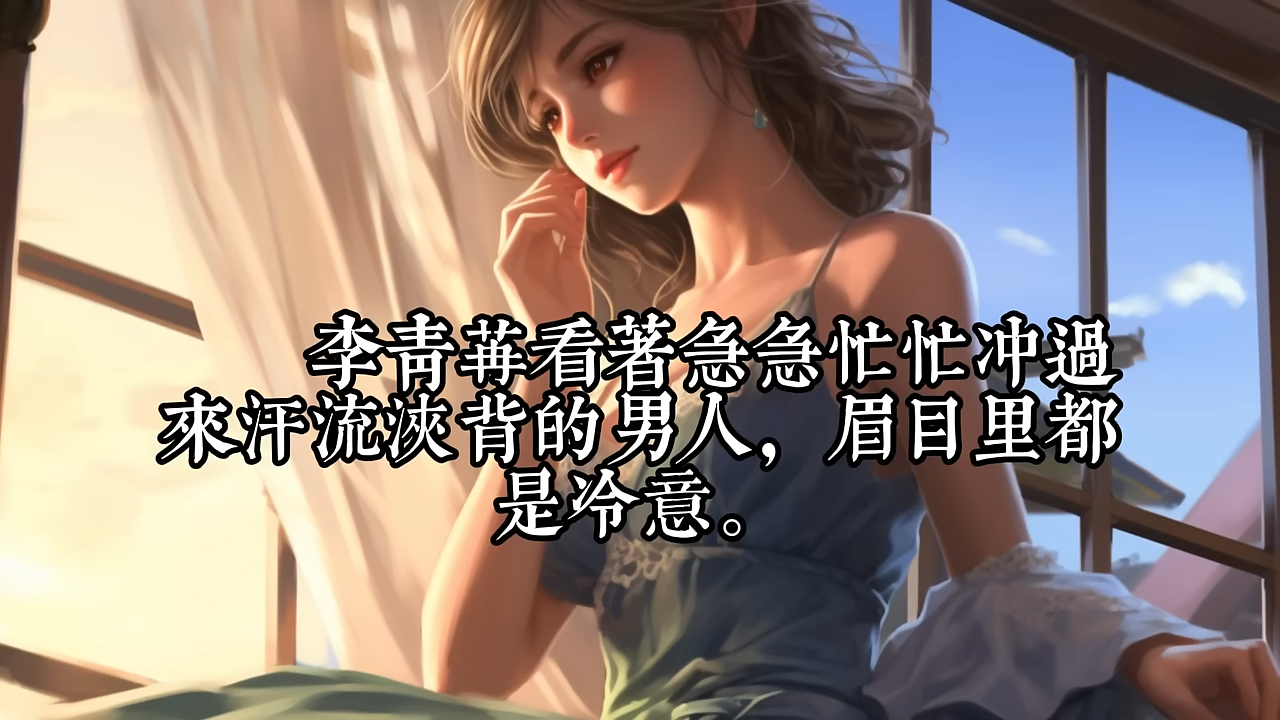 李青苒看著急急忙忙冲過
來汗流浹背的男人，眉目里都
是冷意。